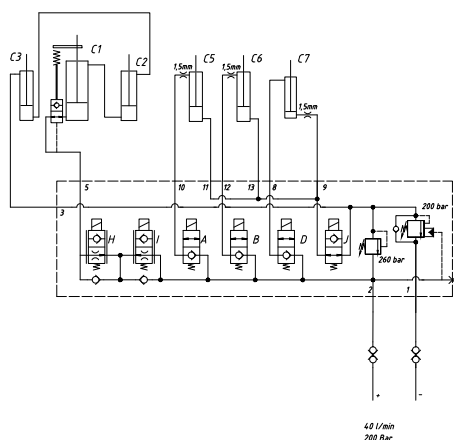 C3
C1
C2
C5
C6
C7
1,5mm
1,5mm
1,5mm
5
10
11
12
13
8
9
3
200 bar
H
I
A
B
D
J
260 bar
2
1
+
-
40 l/min
200 Bar